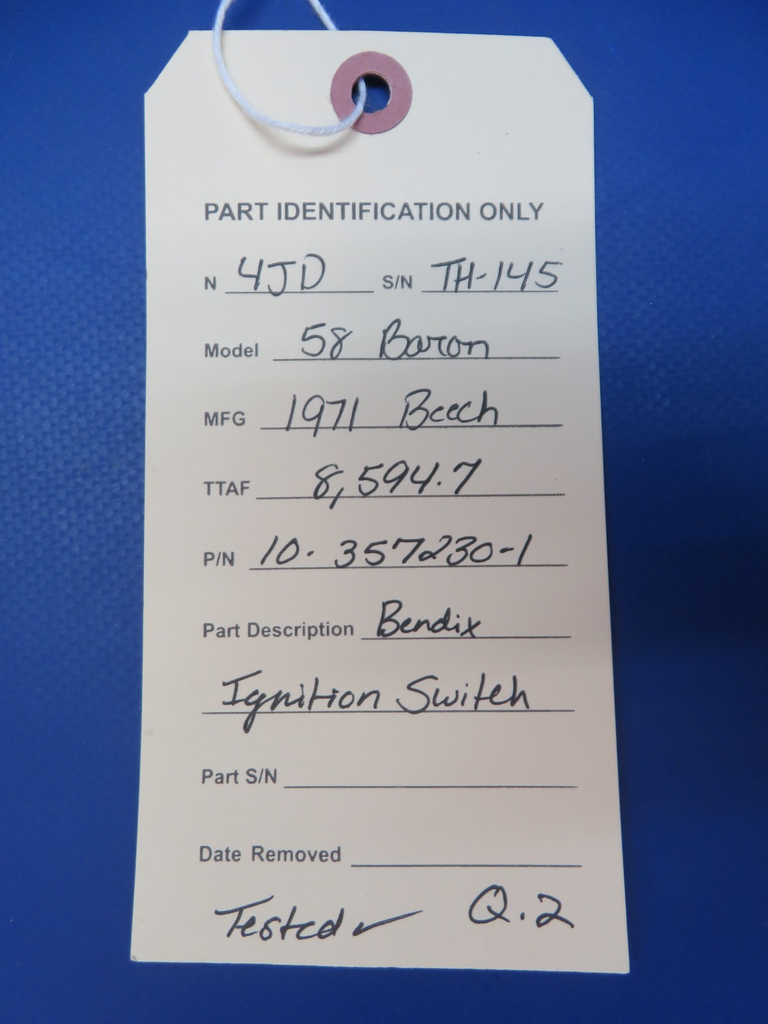 PART IDENTIFICATION ONLY
N 4JD S/N TH-145
Model 58 Baron
MFG 1971 Beech
TTAF 8,594.7
P/N 10-357230-1
Part Description Bendix
Ignition Switch
Part S/N
Date Removed
Tested ✓ Q.2